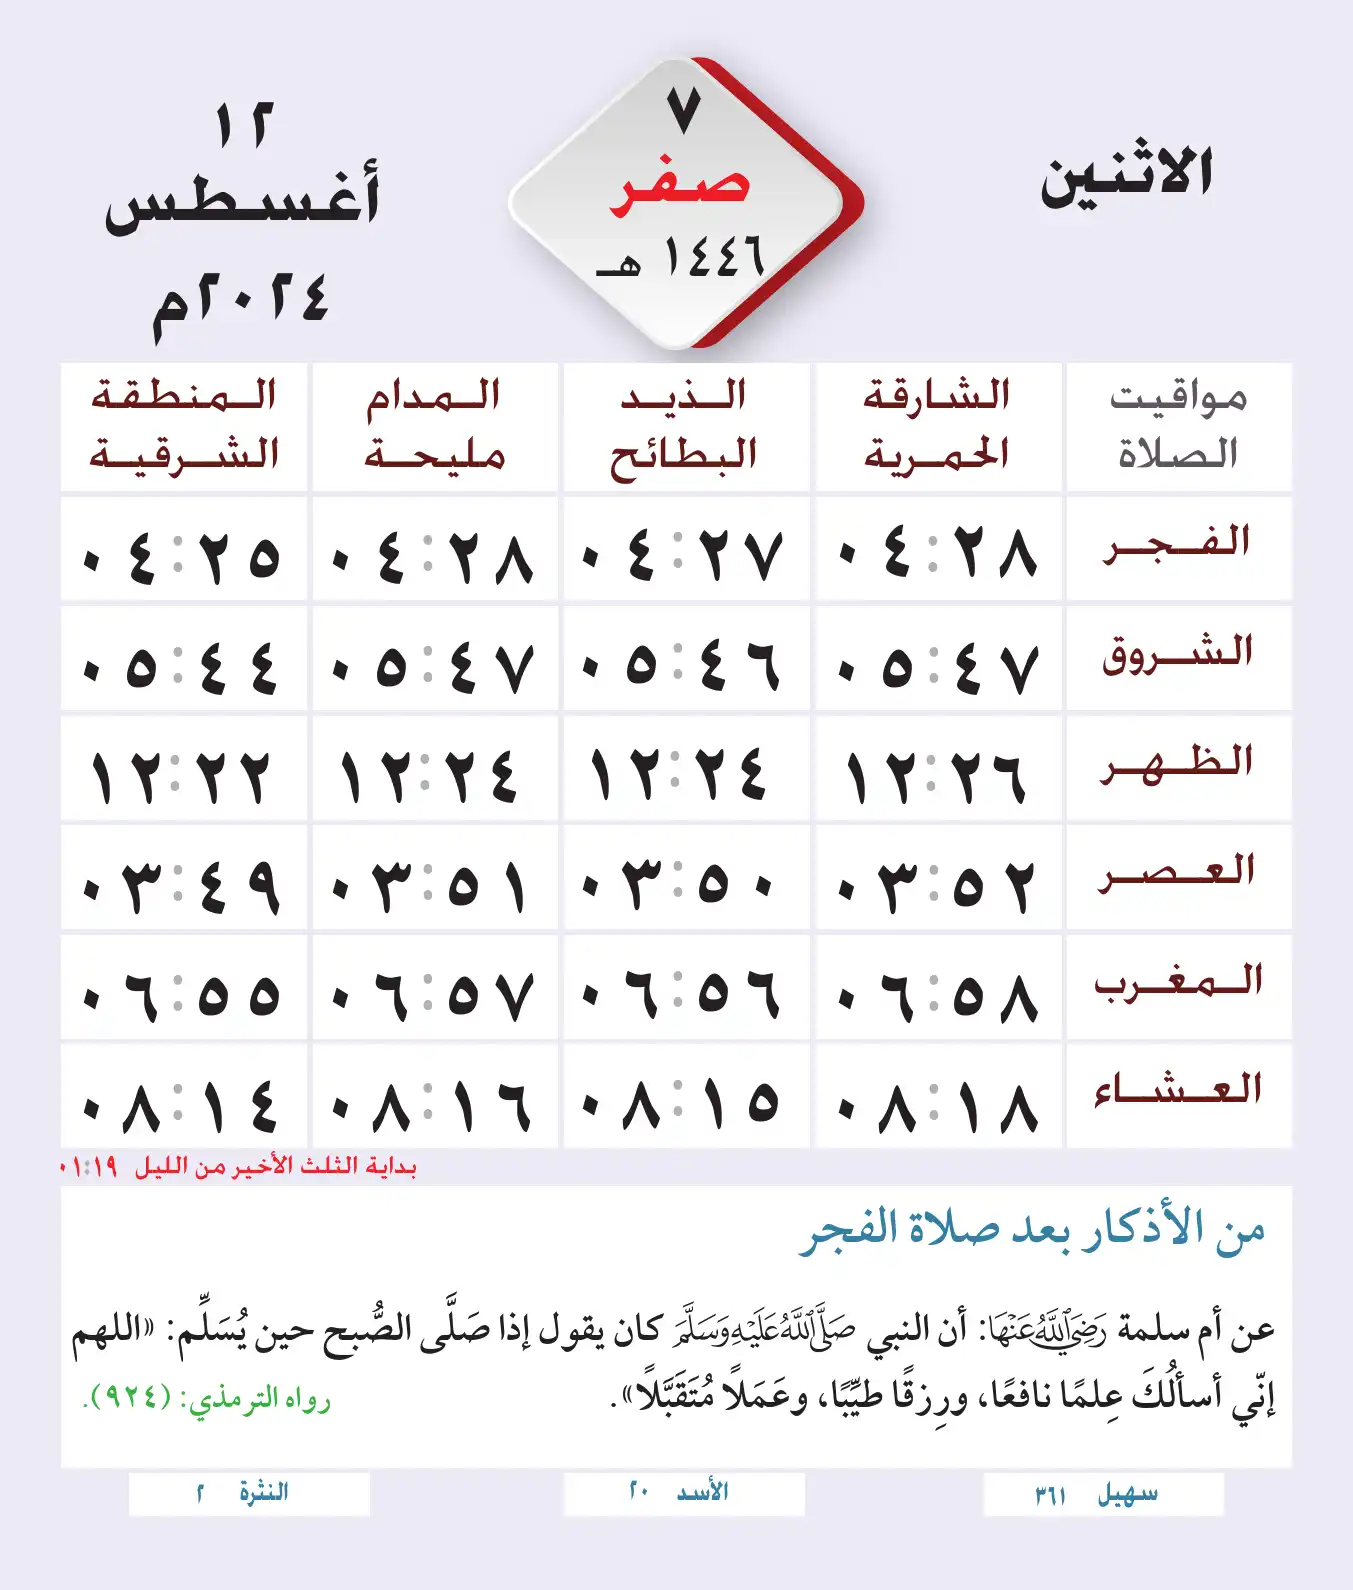 الاثنين
٧
صفر
١٤٤٦ هـ
١٢
أغسطس
٢٠٢٤م
مواقيت الصلاة الشارقة الحمرية الذيد البطائح المدام مليحة المنطقة الشرقية
الفجر ٠٤:٢٨ ٠٤:٢٧ ٠٤:٢٨ ٠٤:٢٥
الشروق ٠٥:٤٧ ٠٥:٤٦ ٠٥:٤٧ ٠٥:٤٤
الظهر ١٢:٢٦ ١٢:٢٤ ١٢:٢٤ ١٢:٢٢
العصر ٠٣:٥٢ ٠٣:٥٠ ٠٣:٥١ ٠٣:٤٩
المغرب ٠٦:٥٨ ٠٦:٥٦ ٠٦:٥٧ ٠٦:٥٥
العشاء ٠٨:١٨ ٠٨:١٥ ٠٨:١٦ ٠٨:١٤
بداية الثلث الأخير من الليل ٠١:١٩
من الأذكار بعد صلاة الفجر
عن أم سلمة رَضِيَ اللَّهُ عَنْهَا: أن النبي صَلَّى اللَّهُ عَلَيْهِ وَسَلَّمَ كان يقول إذا صَلَّى الصُّبح حين يُسَلِّم: «اللهم
إنّي أسألُكَ عِلمًا نافعًا، ورِزقًا طيِّبًا، وعَمَلًا مُتَقَبَّلًا». رواه الترمذي: (٩٢٤).
سهيل ٣٦١ الأسد ٢٠ النثرة ٢